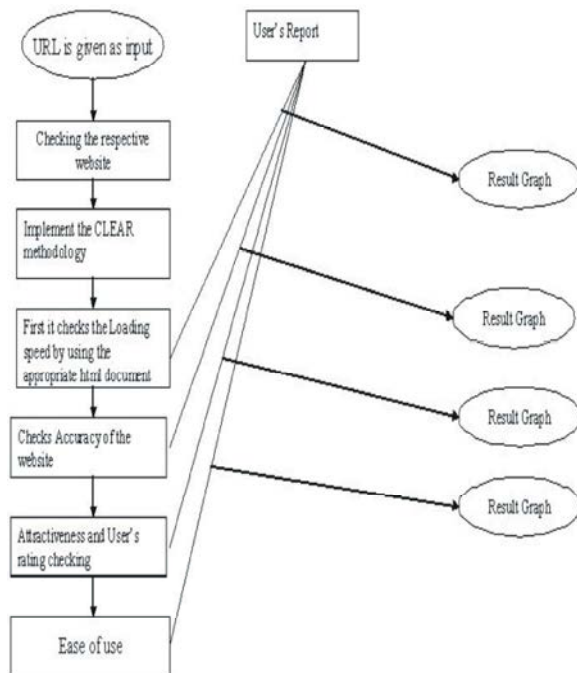 URL is given as input
User's Report
Checking the respective
website
Result Graph
Implement the CLEAR
methodology
First it checks the Loading
speed by using the
appropriate html document
Result Graph
Checks Accuracy of the
website
Result Graph
Attractiveness and User's
rating checking
Result Graph
Ease of use